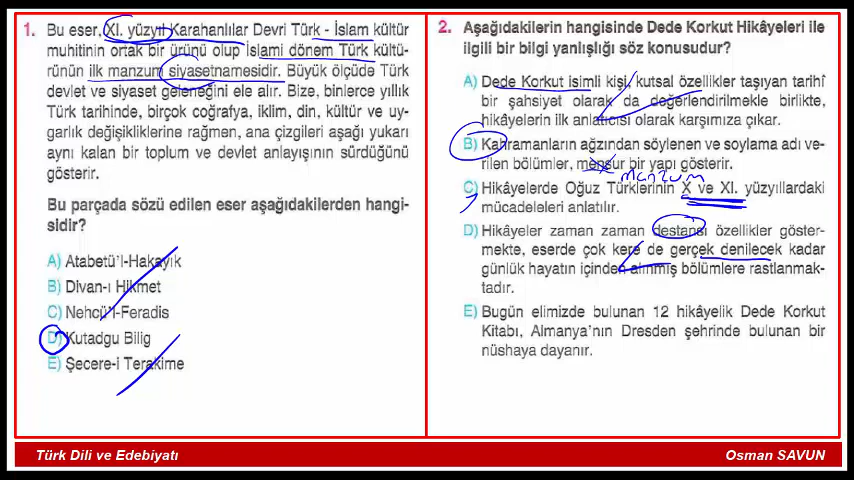 1. Bu eser, XI. yüzyıl Karahanlılar Devri Türk - İslam kültür
muhitinin ortak bir ürünü olup İslami dönem Türk kültü-
rünün ilk manzum siyasetnamesidir. Büyük ölçüde Türk
devlet ve siyaset geleneğini ele alır. Bize, binlerce yıllık
Türk tarihinde, birçok coğrafya, iklim, din, kültür ve uy-
garlık değişikliklerine rağmen, ana çizgileri aşağı yukarı
aynı kalan bir toplum ve devlet anlayışının sürdüğünü
gösterir.
Bu parçada sözü edilen eser aşağıdakilerden hangi-
sidir?
A) Atabetü'l-Hakayık
B) Divan-ı Hikmet
C) Nehcü'l-Feradis
D) Kutadgu Bilig
E) Şecere-i Terakime
2. Aşağıdakilerin hangisinde Dede Korkut Hikâyeleri ile
ilgili bir bilgi yanlışlığı söz konusudur?
A) Dede Korkut isimli kişi, kutsal özellikler taşıyan tarihî
bir şahsiyet olarak da değerlendirilmekle birlikte,
hikâyelerin ilk anlatıcısı olarak karşımıza çıkar.
B) Kahramanların ağzından söylenen ve soylama adı ve-
rilen bölümler, mensur bir yapı gösterir.
manzum
C) Hikâyelerde Oğuz Türklerinin X ve XI. yüzyıllardaki
mücadeleleri anlatılır.
D) Hikâyeler zaman zaman destansı özellikler göster-
mekte, eserde çok kere de gerçek denilecek kadar
günlük hayatın içinden alınmış bölümlere rastlanmak-
tadır.
E) Bugün elimizde bulunan 12 hikâyelik Dede Korkut
Kitabı, Almanya'nın Dresden şehrinde bulunan bir
nüshaya dayanır.
Türk Dili ve Edebiyatı
Osman SAVUN